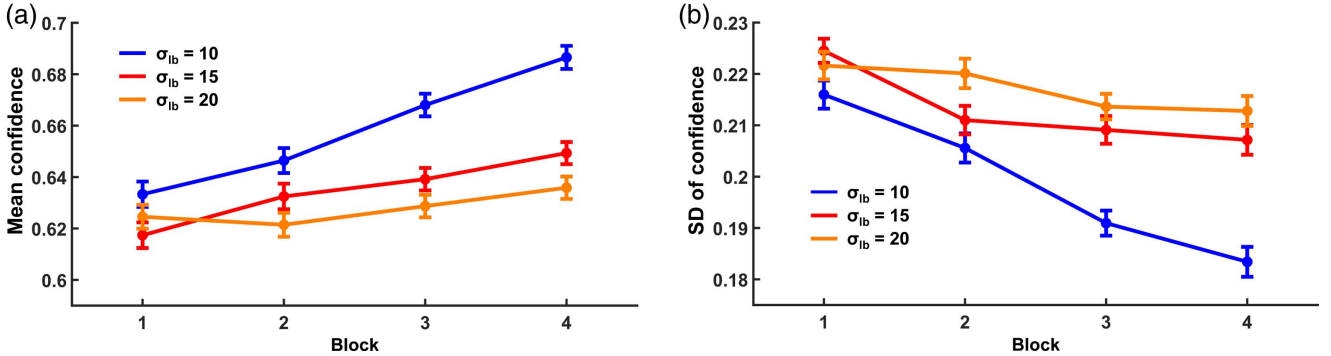 (a)
0.7
0.68
0.66
0.64
0.62
0.6
Mean confidence
σlb = 10
σlb = 15
σlb = 20
1 2 3 4
Block
(b)
0.23
0.22
0.21
0.2
0.19
0.18
SD of confidence
σlb = 10
σlb = 15
σlb = 20
1 2 3 4
Block